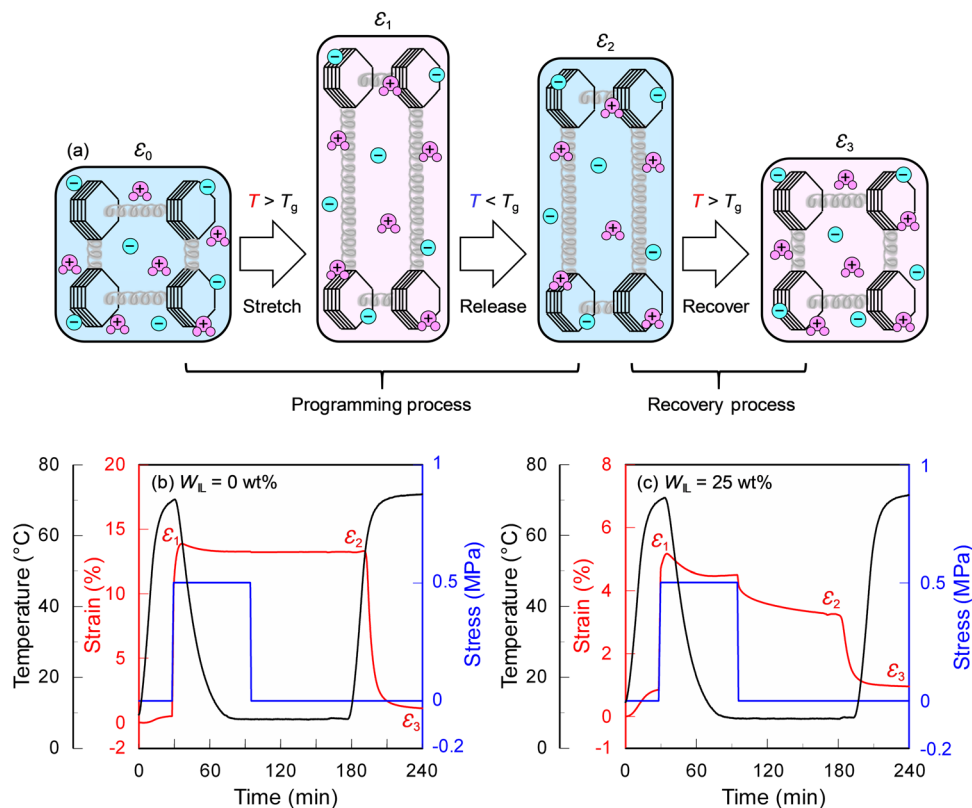 ε1
ε2
(a)
ε0
ε3
T > Tg
T < Tg
T > Tg
Stretch
Release
Recover
Programming process
Recovery process
80
20
1
(b) WIL = 0 wt%
80
8
1
(c) WIL = 25 wt%
60
15
ε1
ε2
60
6
ε1
40
10
0.5
40
4
0.5
ε2
20
5
20
2
ε3
0
0
ε3
0
0
0
-2
-0.2
0
-1
-0.2
Temperature (°C)
Strain (%)
Stress (MPa)
Temperature (°C)
Strain (%)
Stress (MPa)
0 60 120 180 240
0 60 120 180 240
Time (min)
Time (min)